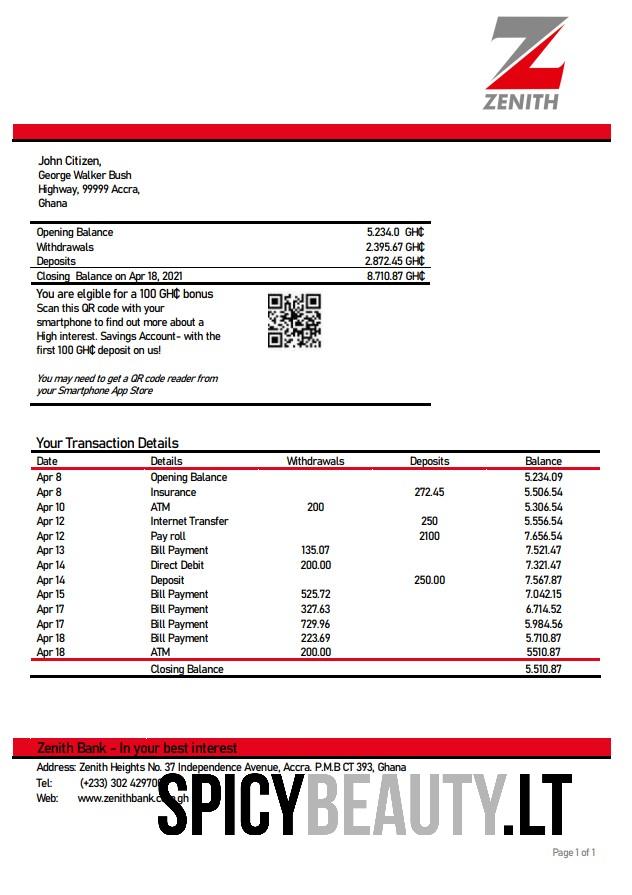 ZENITH
John Citizen,
George Walker Bush
Highway, 99999 Accra,
Ghana
Opening Balance 5.234.0 GH₵
Withdrawals 2.395.67 GH₵
Deposits 2.872.45 GH₵
Closing Balance on Apr 18, 2021 8.710.87 GH₵
You are elgible for a 100 GH₵ bonus
Scan this QR code with your
smartphone to find out more about a
High interest. Savings Account- with the
first 100 GH₵ deposit on us!
You may need to get a QR code reader from
your Smartphone App Store
Your Transaction Details
Date Details Withdrawals Deposits Balance
Apr 8 Opening Balance 5.234.09
Apr 8 Insurance 272.45 5.506.54
Apr 10 ATM 200 5.306.54
Apr 12 Internet Transfer 250 5.556.54
Apr 12 Pay roll 2100 7.656.54
Apr 13 Bill Payment 135.07 7.521.47
Apr 14 Direct Debit 200.00 7.321.47
Apr 14 Deposit 250.00 7.567.87
Apr 15 Bill Payment 525.72 7.042.15
Apr 17 Bill Payment 327.63 6.714.52
Apr 17 Bill Payment 729.96 5.984.56
Apr 18 Bill Payment 223.69 5.710.87
Apr 18 ATM 200.00 5510.87
Closing Balance 5.510.87
Zenith Bank - In your best interest
Address: Zenith Heights No. 37 Independence Avenue, Accra. P.M.B CT 393, Ghana
Tel: (+233) 302
Web:
SPICYBEAUTY.LT
Page 1 of 1